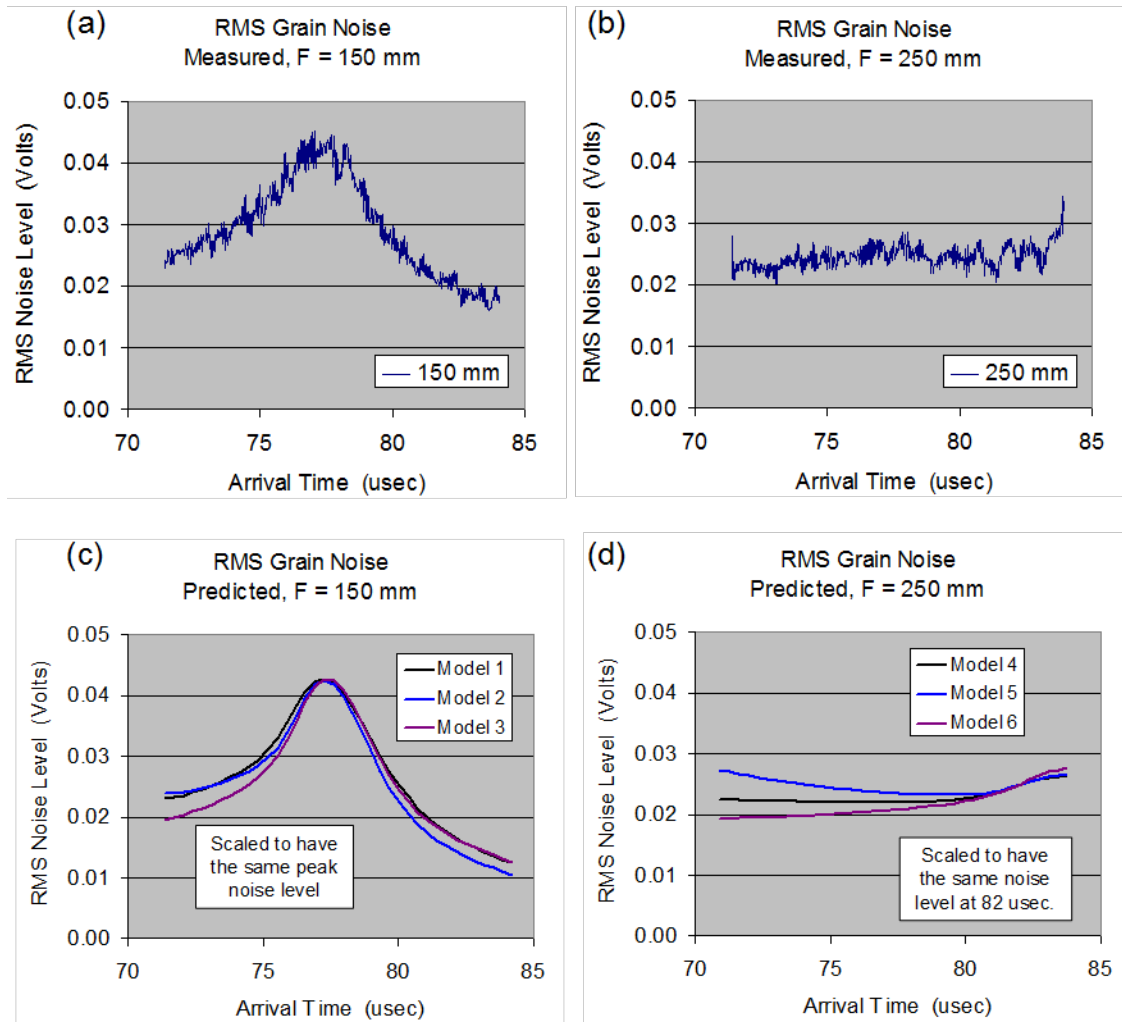 (a)
RMS Grain Noise
Measured, F = 150 mm
RMS Noise Level (Volts)
0.05
0.04
0.03
0.02
0.01
0.00
150 mm
70
75
80
85
Arrival Time (usec)
(b)
RMS Grain Noise
Measured, F = 250 mm
RMS Noise Level (Volts)
0.05
0.04
0.03
0.02
0.01
0.00
250 mm
70
75
80
85
Arrival Time (usec)
(c)
RMS Grain Noise
Predicted, F = 150 mm
RMS Noise Level (Volts)
0.05
0.04
0.03
0.02
0.01
0.00
Model 1
Model 2
Model 3
Scaled to have
the same peak
noise level
70
75
80
85
Arrival Time (usec)
(d)
RMS Grain Noise
Predicted, F = 250 mm
RMS Noise Level (Volts)
0.05
0.04
0.03
0.02
0.01
0.00
Model 4
Model 5
Model 6
Scaled to have
the same noise
level at 82 usec.
70
75
80
85
Arrival Time (usec)